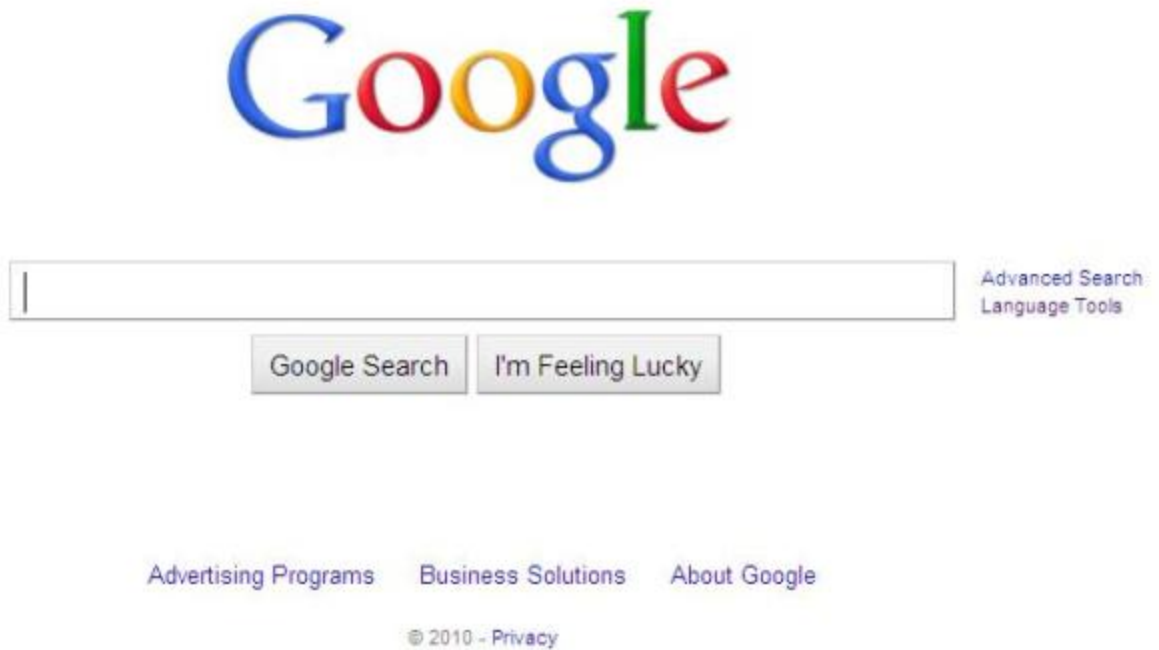 Google
Advanced Search
Language Tools
Google Search I'm Feeling Lucky
Advertising Programs Business Solutions About Google
© 2010 - Privacy